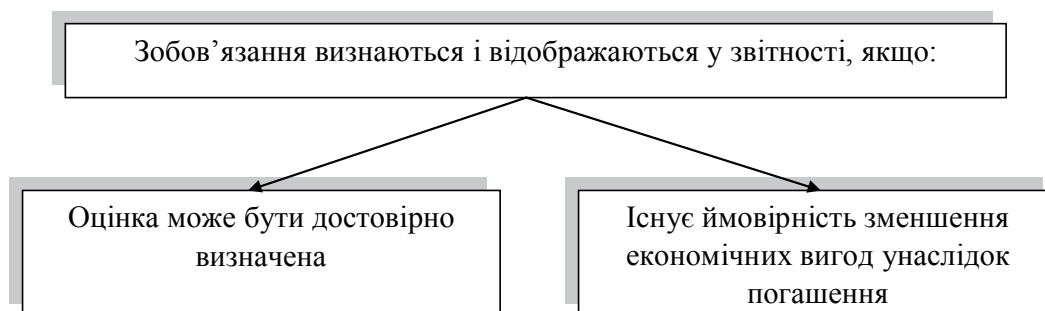 Зобов’язання визнаються і відображаються у звітності, якщо:
Оцінка може бути достовірно
визначена
Існує ймовірність зменшення
економічних вигод унаслідок
погашення